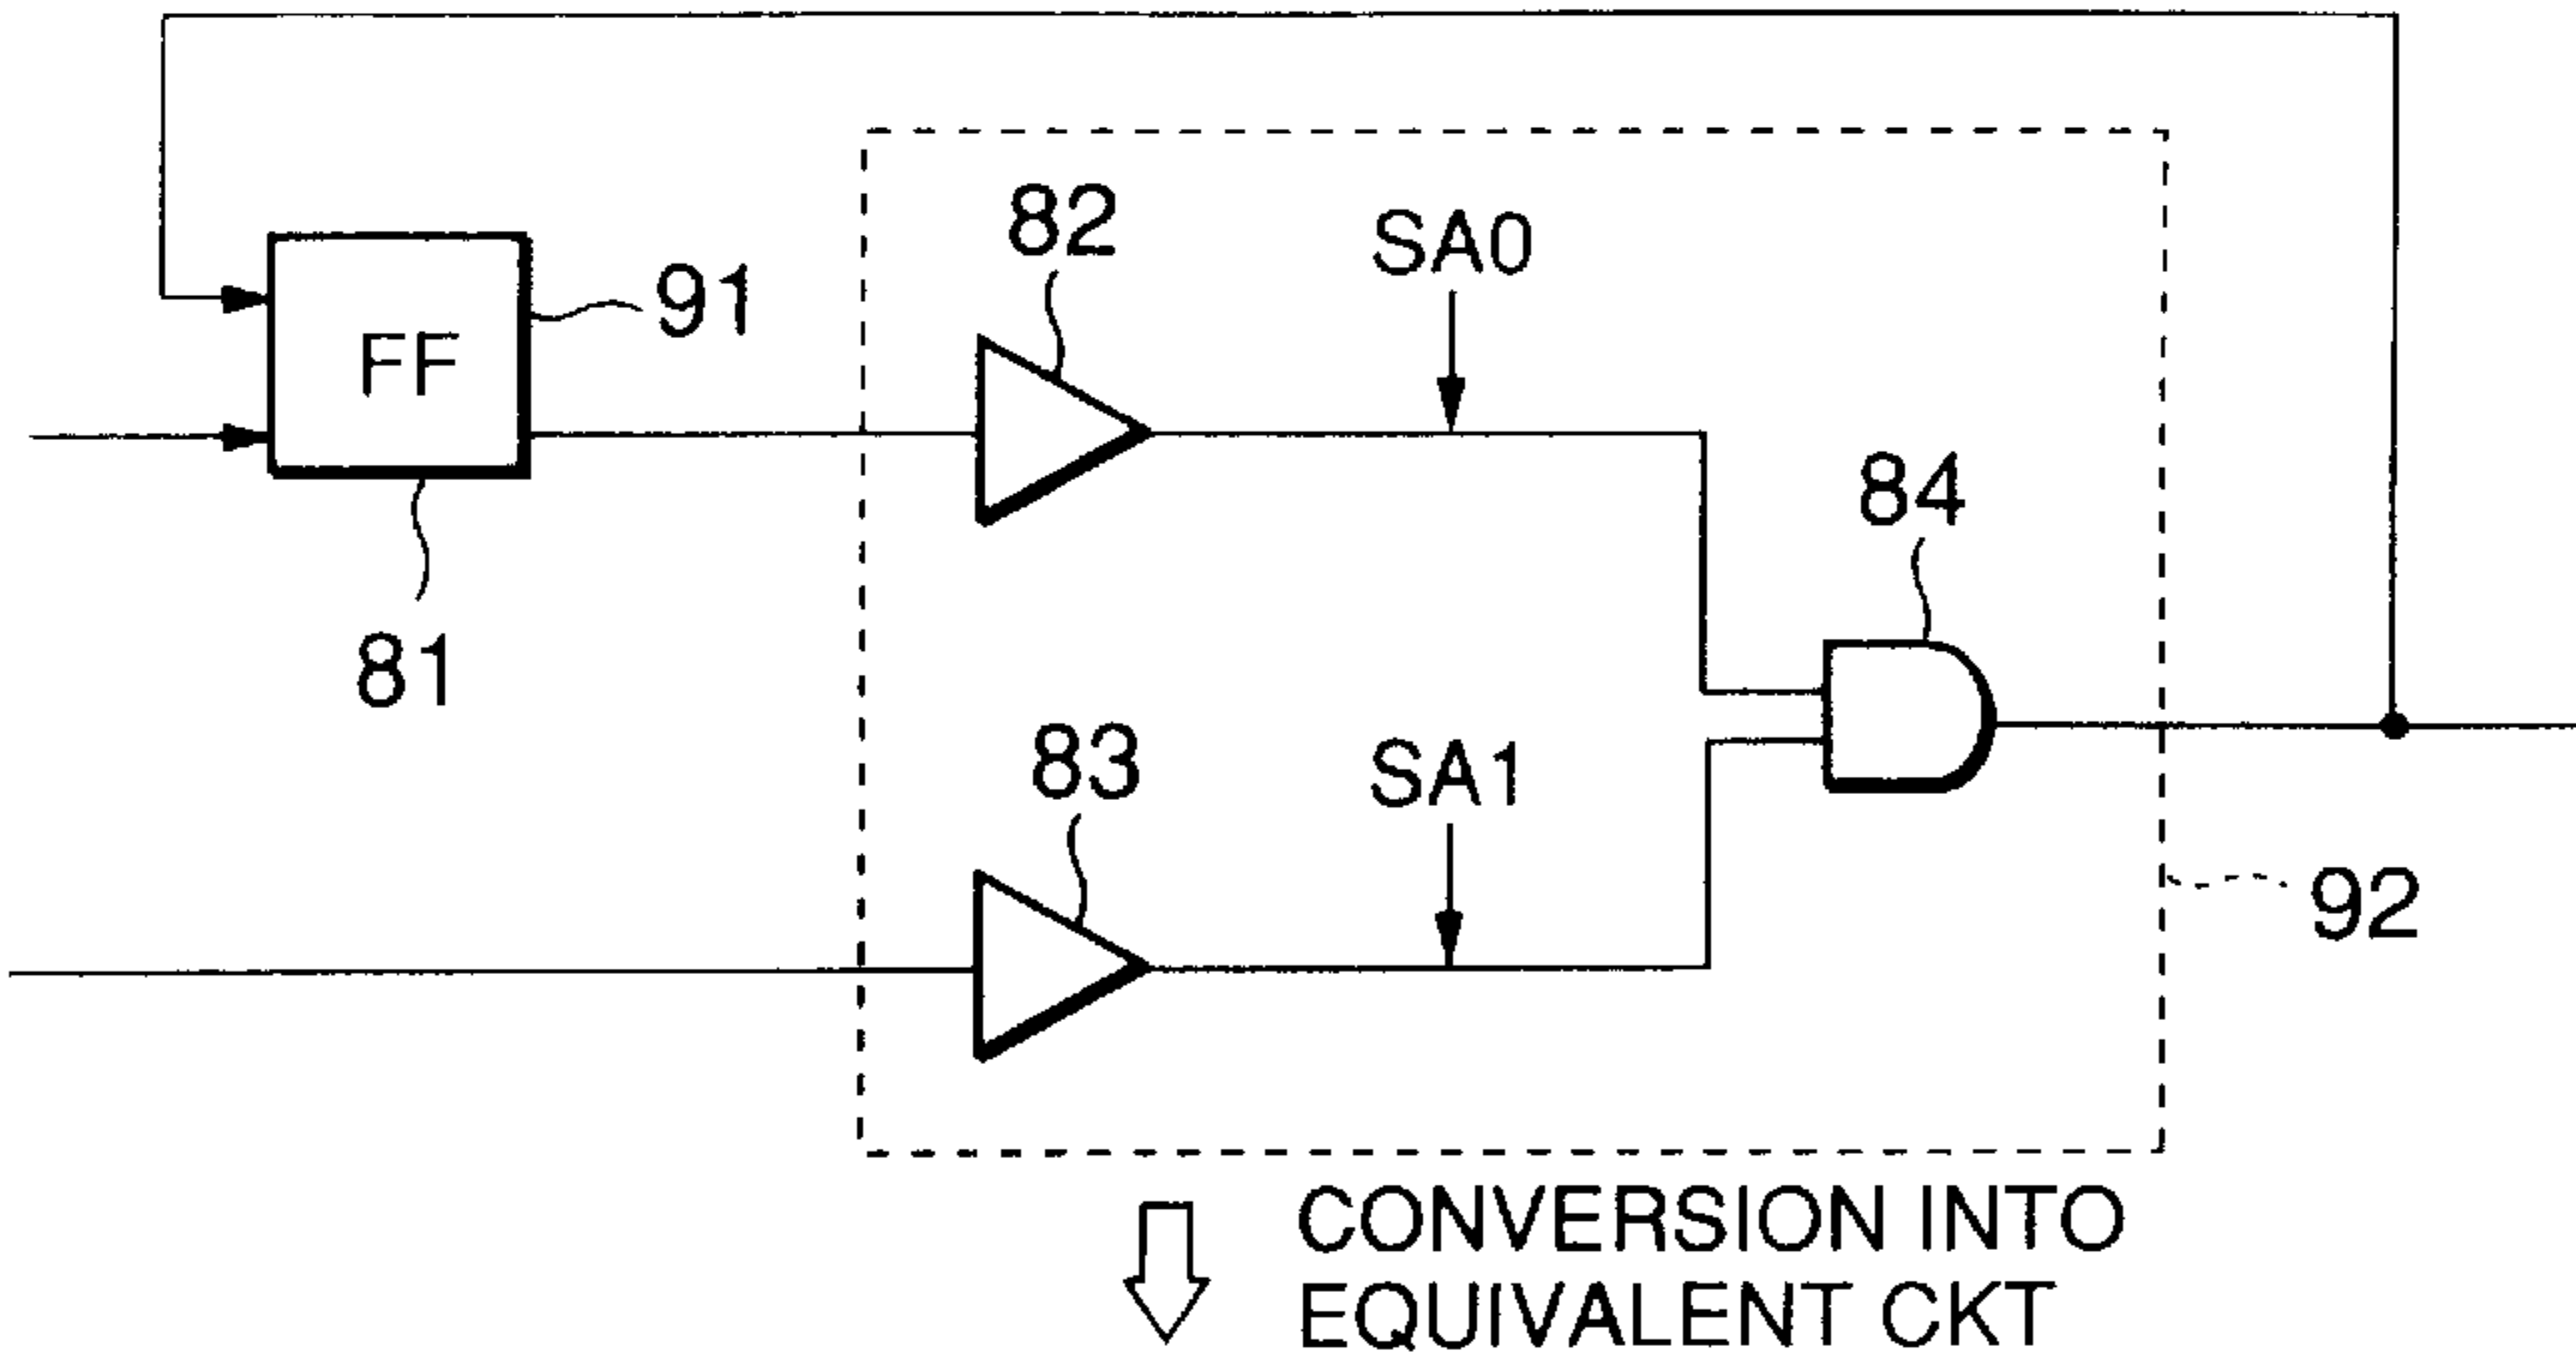 82
SA0
91
FF
84
81
83
SA1
92
CONVERSION INTO
EQUIVALENT CKT